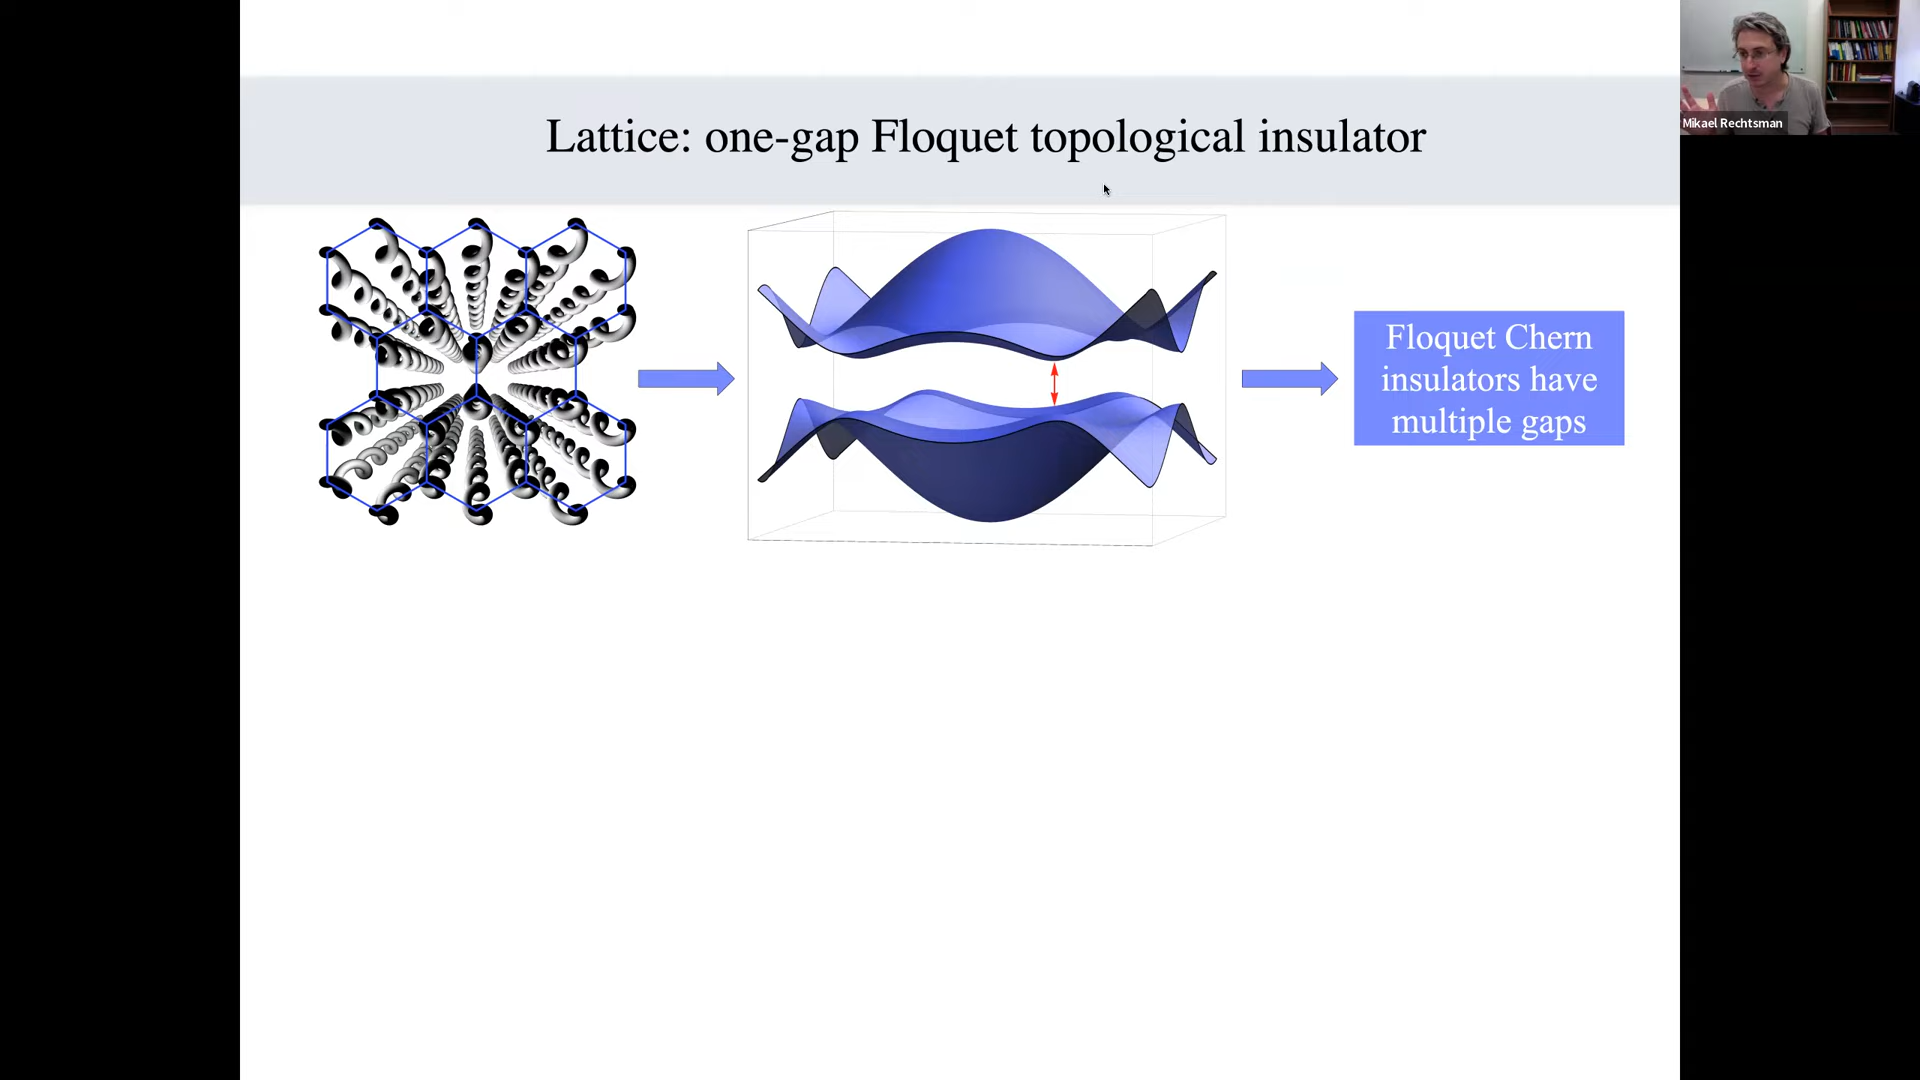 Lattice: one-gap Floquet topological insulator
Mikael Rechtsman
Floquet Chern
insulators have
multiple gaps